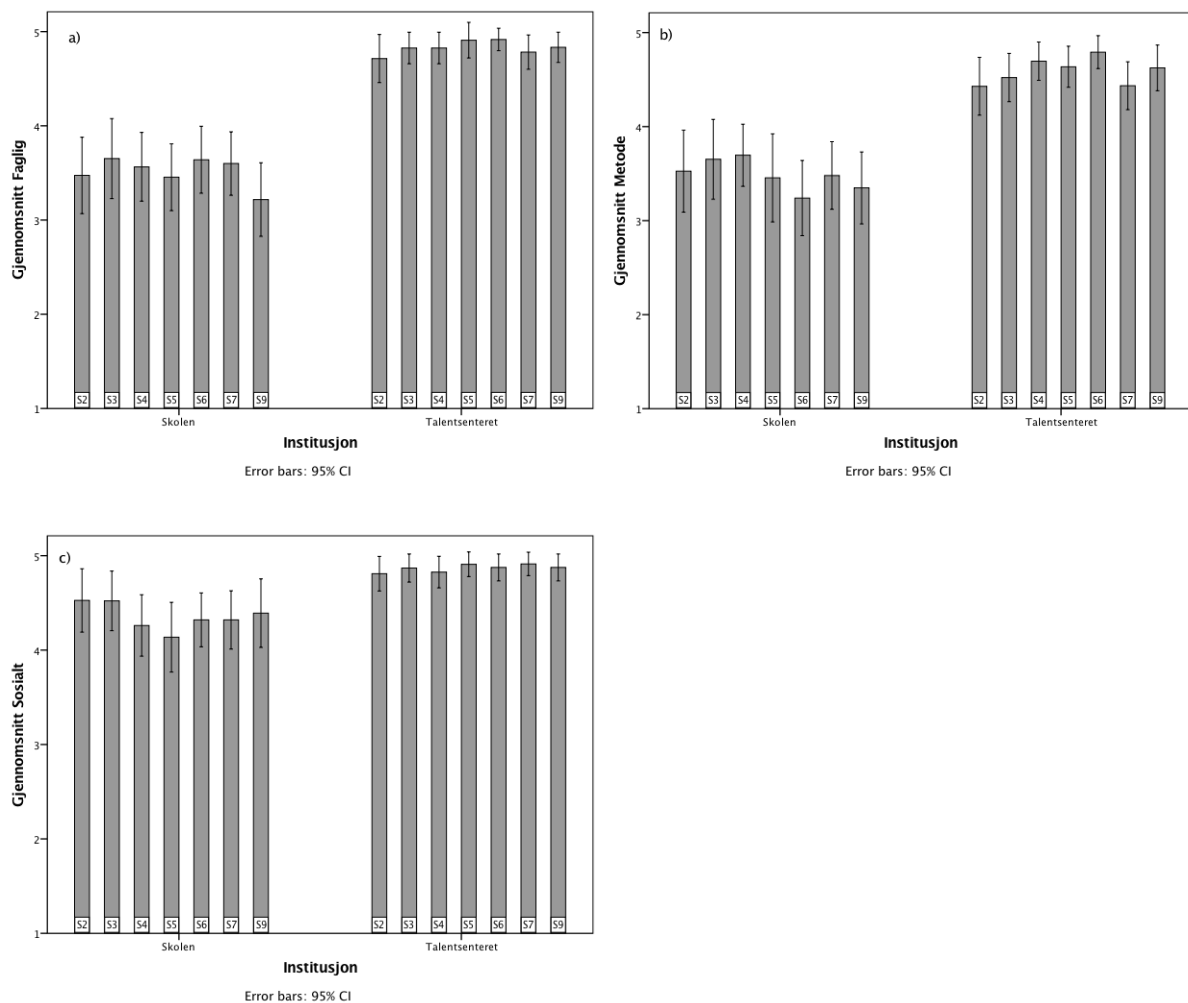 a)
Gjennomsnitt Faglig
5
4
3
2
1
S2 S3 S4 S5 S6 S7 S9 S2 S3 S4 S5 S6 S7 S9
Skolen Talentsenteret
Institusjon
Error bars: 95% CI
b)
Gjennomsnitt Metode
5
4
3
2
1
S2 S3 S4 S5 S6 S7 S9 S2 S3 S4 S5 S6 S7 S9
Skolen Talentsenteret
Institusjon
Error bars: 95% CI
c)
Gjennomsnitt Sosialt
5
4
3
2
1
S2 S3 S4 S5 S6 S7 S9 S2 S3 S4 S5 S6 S7 S9
Skolen Talentsenteret
Institusjon
Error bars: 95% CI